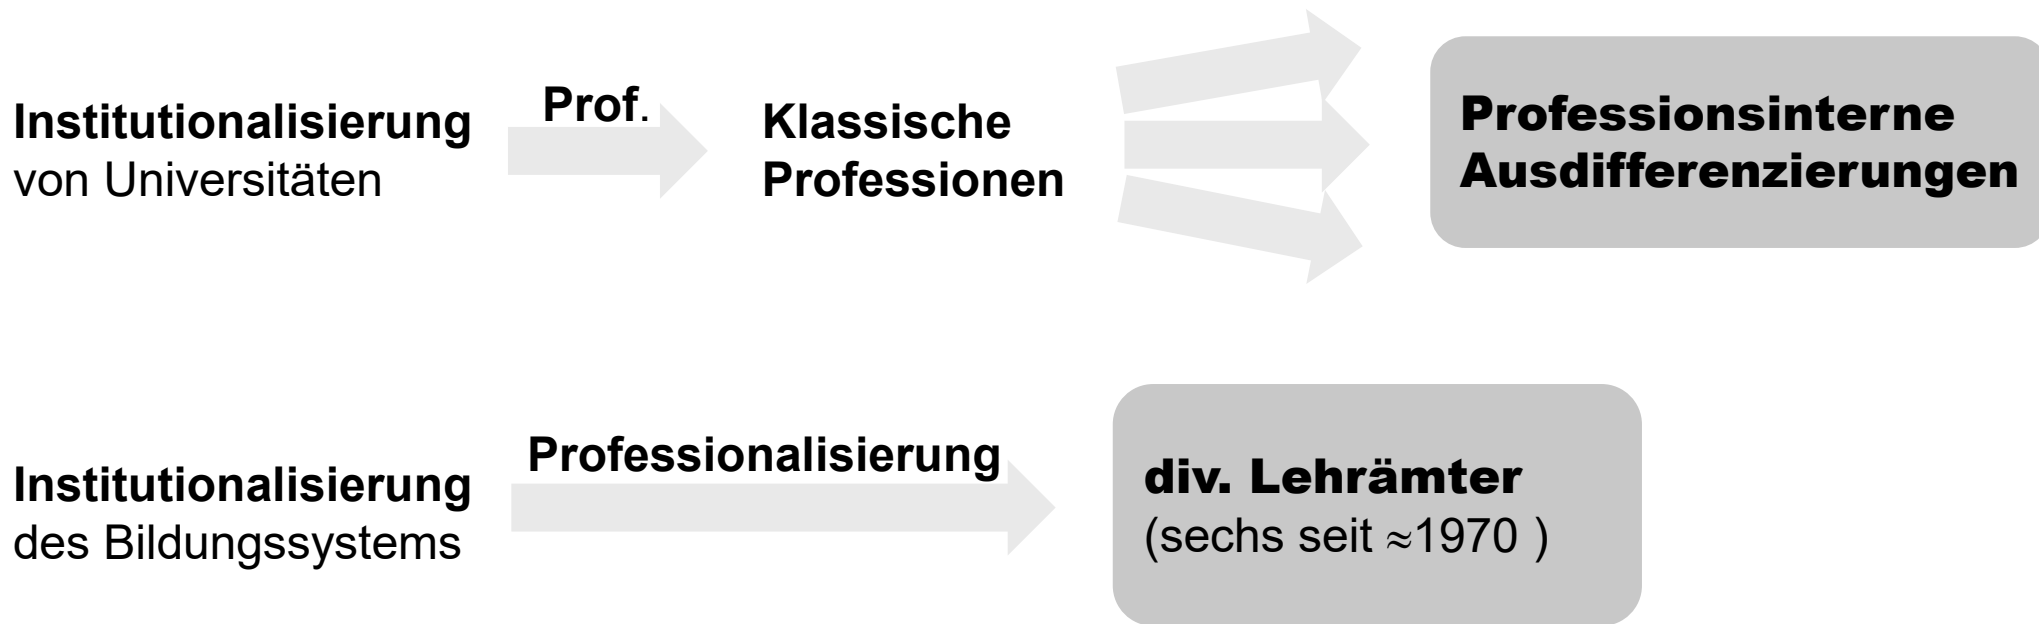 Institutionalisierung
von Universitäten
Prof.
Klassische
Professionen
Professionsinterne
Ausdifferenzierungen
Institutionalisierung
des Bildungssystems
Professionalisierung
div. Lehrämter
(sechs seit ≈1970 )